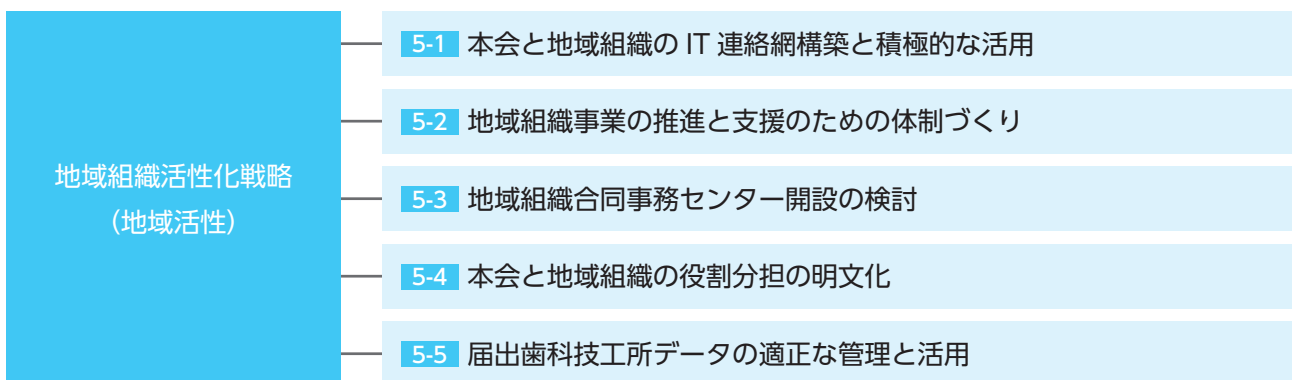 地域組織活性化戦略
(地域活性)
5-1 本会と地域組織の IT 連絡網構築と積極的な活用
5-2 地域組織事業の推進と支援のための体制づくり
5-3 地域組織合同事務センター開設の検討
5-4 本会と地域組織の役割分担の明文化
5-5 届出歯科技工所データの適正な管理と活用